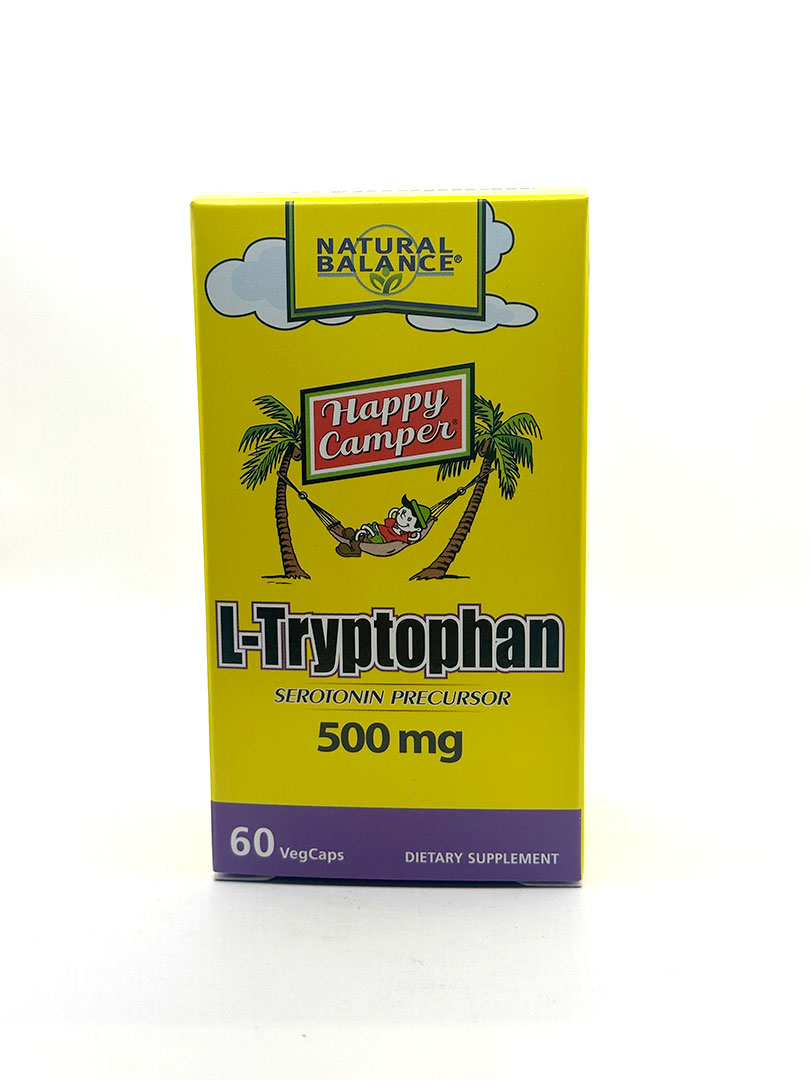 NATURAL
BALANCE®
Happy
Camper®
L-Tryptophan
SEROTONIN PRECURSOR
500 mg
60 VegCaps
DIETARY SUPPLEMENT